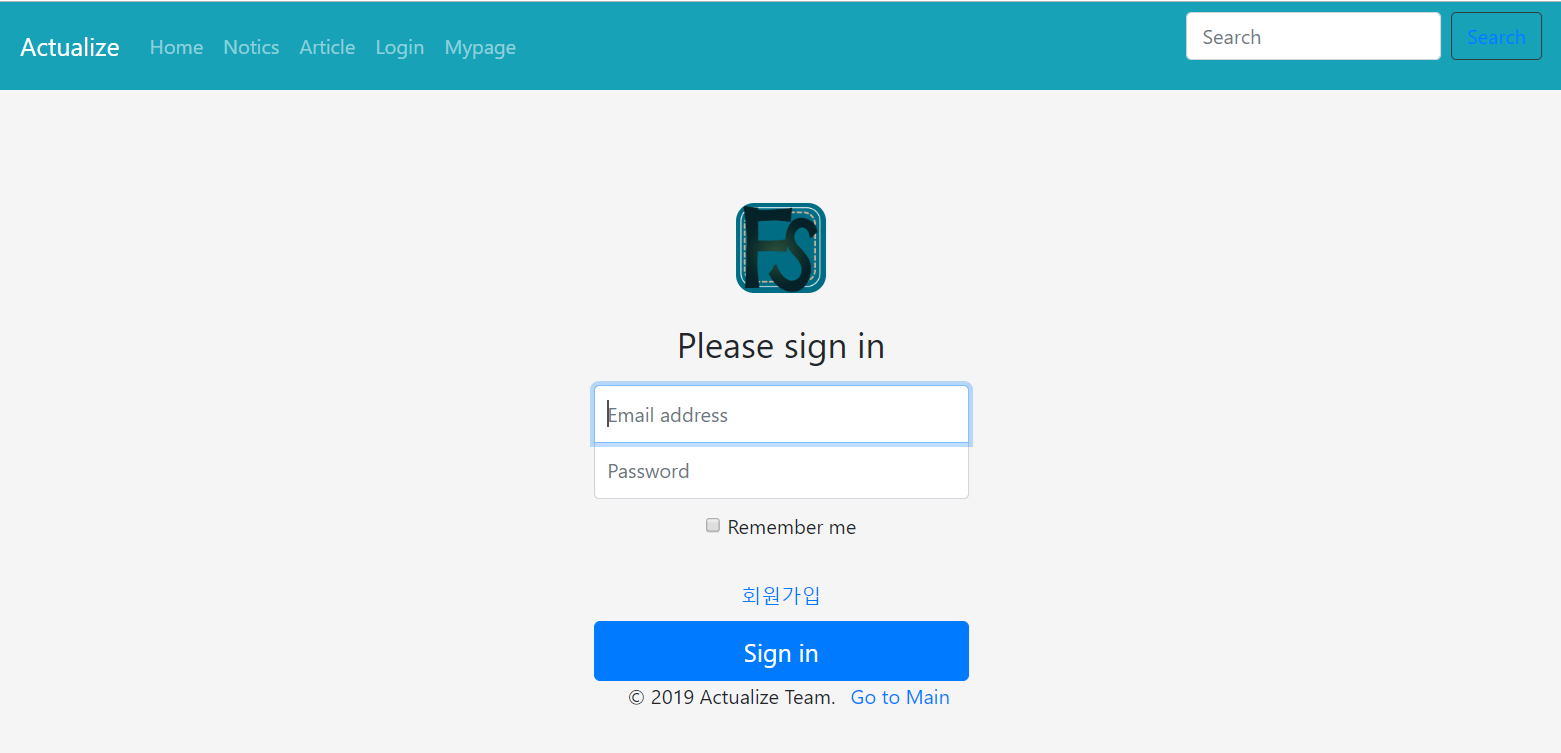 Actualize Home Notics Article Login Mypage Search Search
FS
Please sign in
Email address
Password
Remember me
회원가입
Sign in
© 2019 Actualize Team. Go to Main